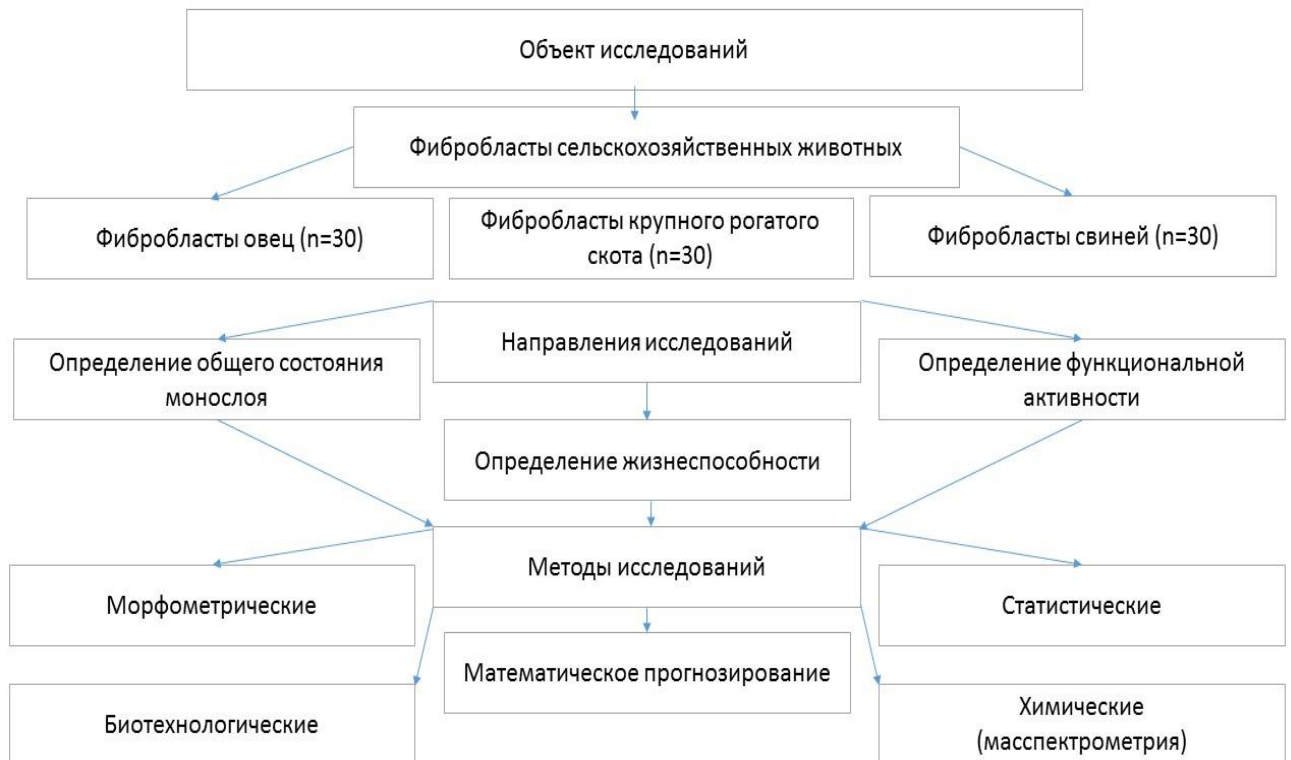 Объект исследований
Фибробласты сельскохозяйственных животных
Фибробласты овец (n=30)
Фибробласты крупного рогатого
скота (n=30)
Фибробласты свиней (n=30)
Направления исследований
Определение общего состояния
монослоя
Определение функциональной
активности
Определение жизнеспособности
Методы исследований
Морфометрические
Статистические
Математическое прогнозирование
Биотехнологические
Химические
(масспектрометрия)